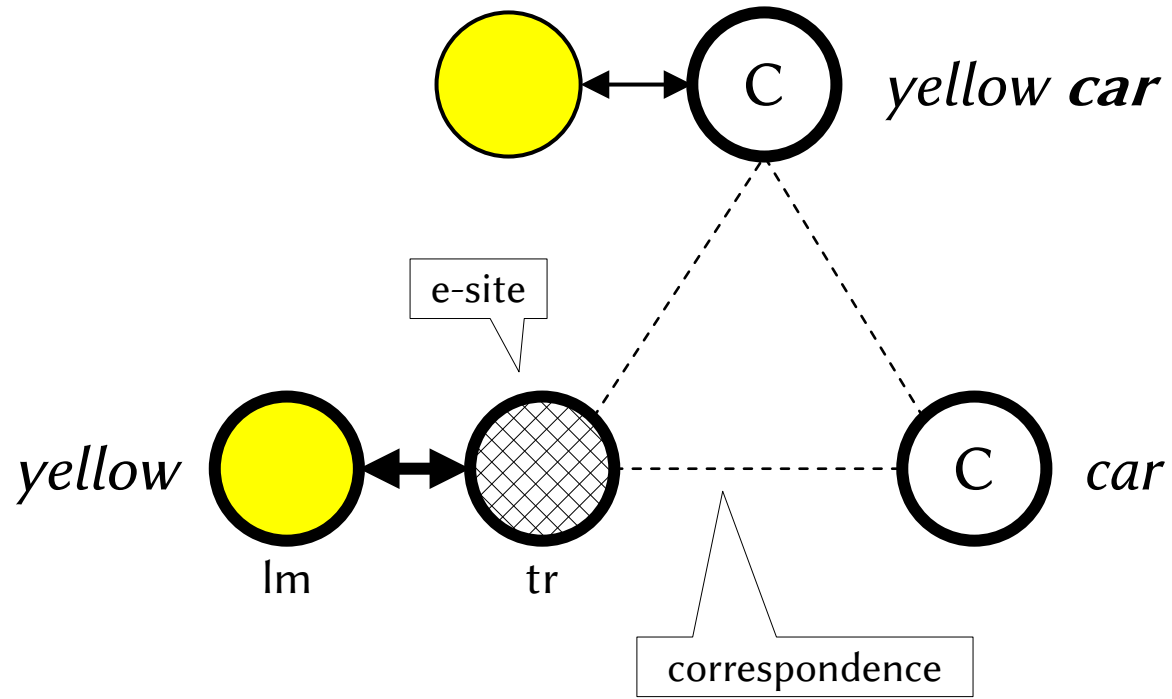 C
yellow car
e-site
yellow
C
car
lm
tr
correspondence